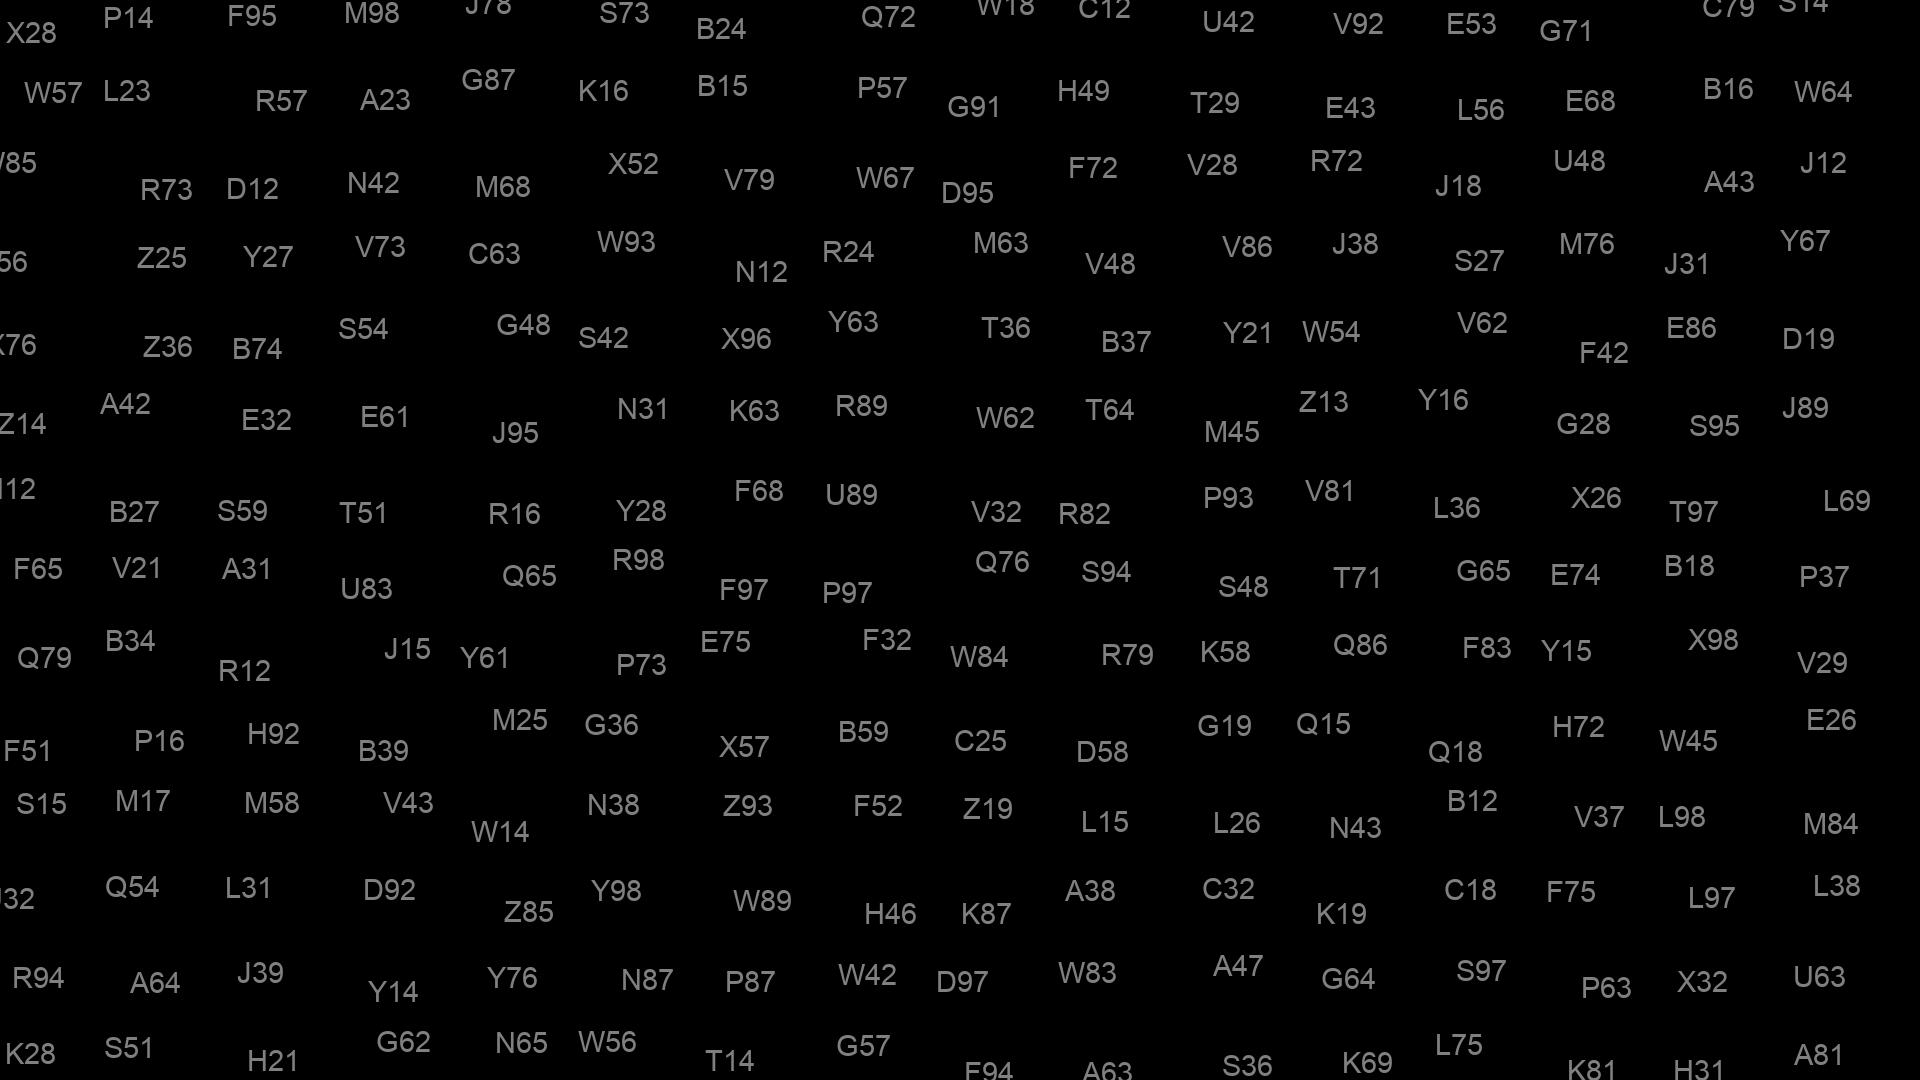 X28 P14 F95 M98 J78 S73 B24 Q72 W18 C12 U42 V92 E53 G71 C79 S14
W57 L23 R57 A23 G87 K16 B15 P57 G91 H49 T29 E43 L56 E68 B16 W64
R73 D12 N42 M68 X52 V79 W67 D95 F72 V28 R72 J18 U48 A43 J12
Z25 Y27 V73 C63 W93 N12 R24 M63 V48 V86 J38 S27 M76 J31 Y67
Z36 B74 S54 G48 S42 X96 Y63 T36 B37 Y21 W54 V62 F42 E86 D19
Z14 A42 E32 E61 J95 N31 K63 R89 W62 T64 M45 Z13 Y16 G28 S95 J89
B27 S59 T51 R16 Y28 F68 U89 V32 R82 P93 V81 L36 X26 T97 L69
F65 V21 A31 U83 Q65 R98 F97 P97 Q76 S94 S48 T71 G65 E74 B18 P37
Q79 B34 R12 J15 Y61 P73 E75 F32 W84 R79 K58 Q86 F83 Y15 X98 V29
F51 P16 H92 B39 M25 G36 X57 B59 C25 D58 G19 Q15 Q18 H72 W45 E26
S15 M17 M58 V43 W14 N38 Z93 F52 Z19 L15 L26 N43 B12 V37 L98 M84
Q54 L31 D92 Z85 Y98 W89 H46 K87 A38 C32 K19 C18 F75 L97 L38
R94 A64 J39 Y14 Y76 N87 P87 W42 D97 W83 A47 G64 S97 P63 X32 U63
K28 S51 H21 G62 N65 W56 T14 G57 F94 A63 S36 K69 L75 K81 H31 A81